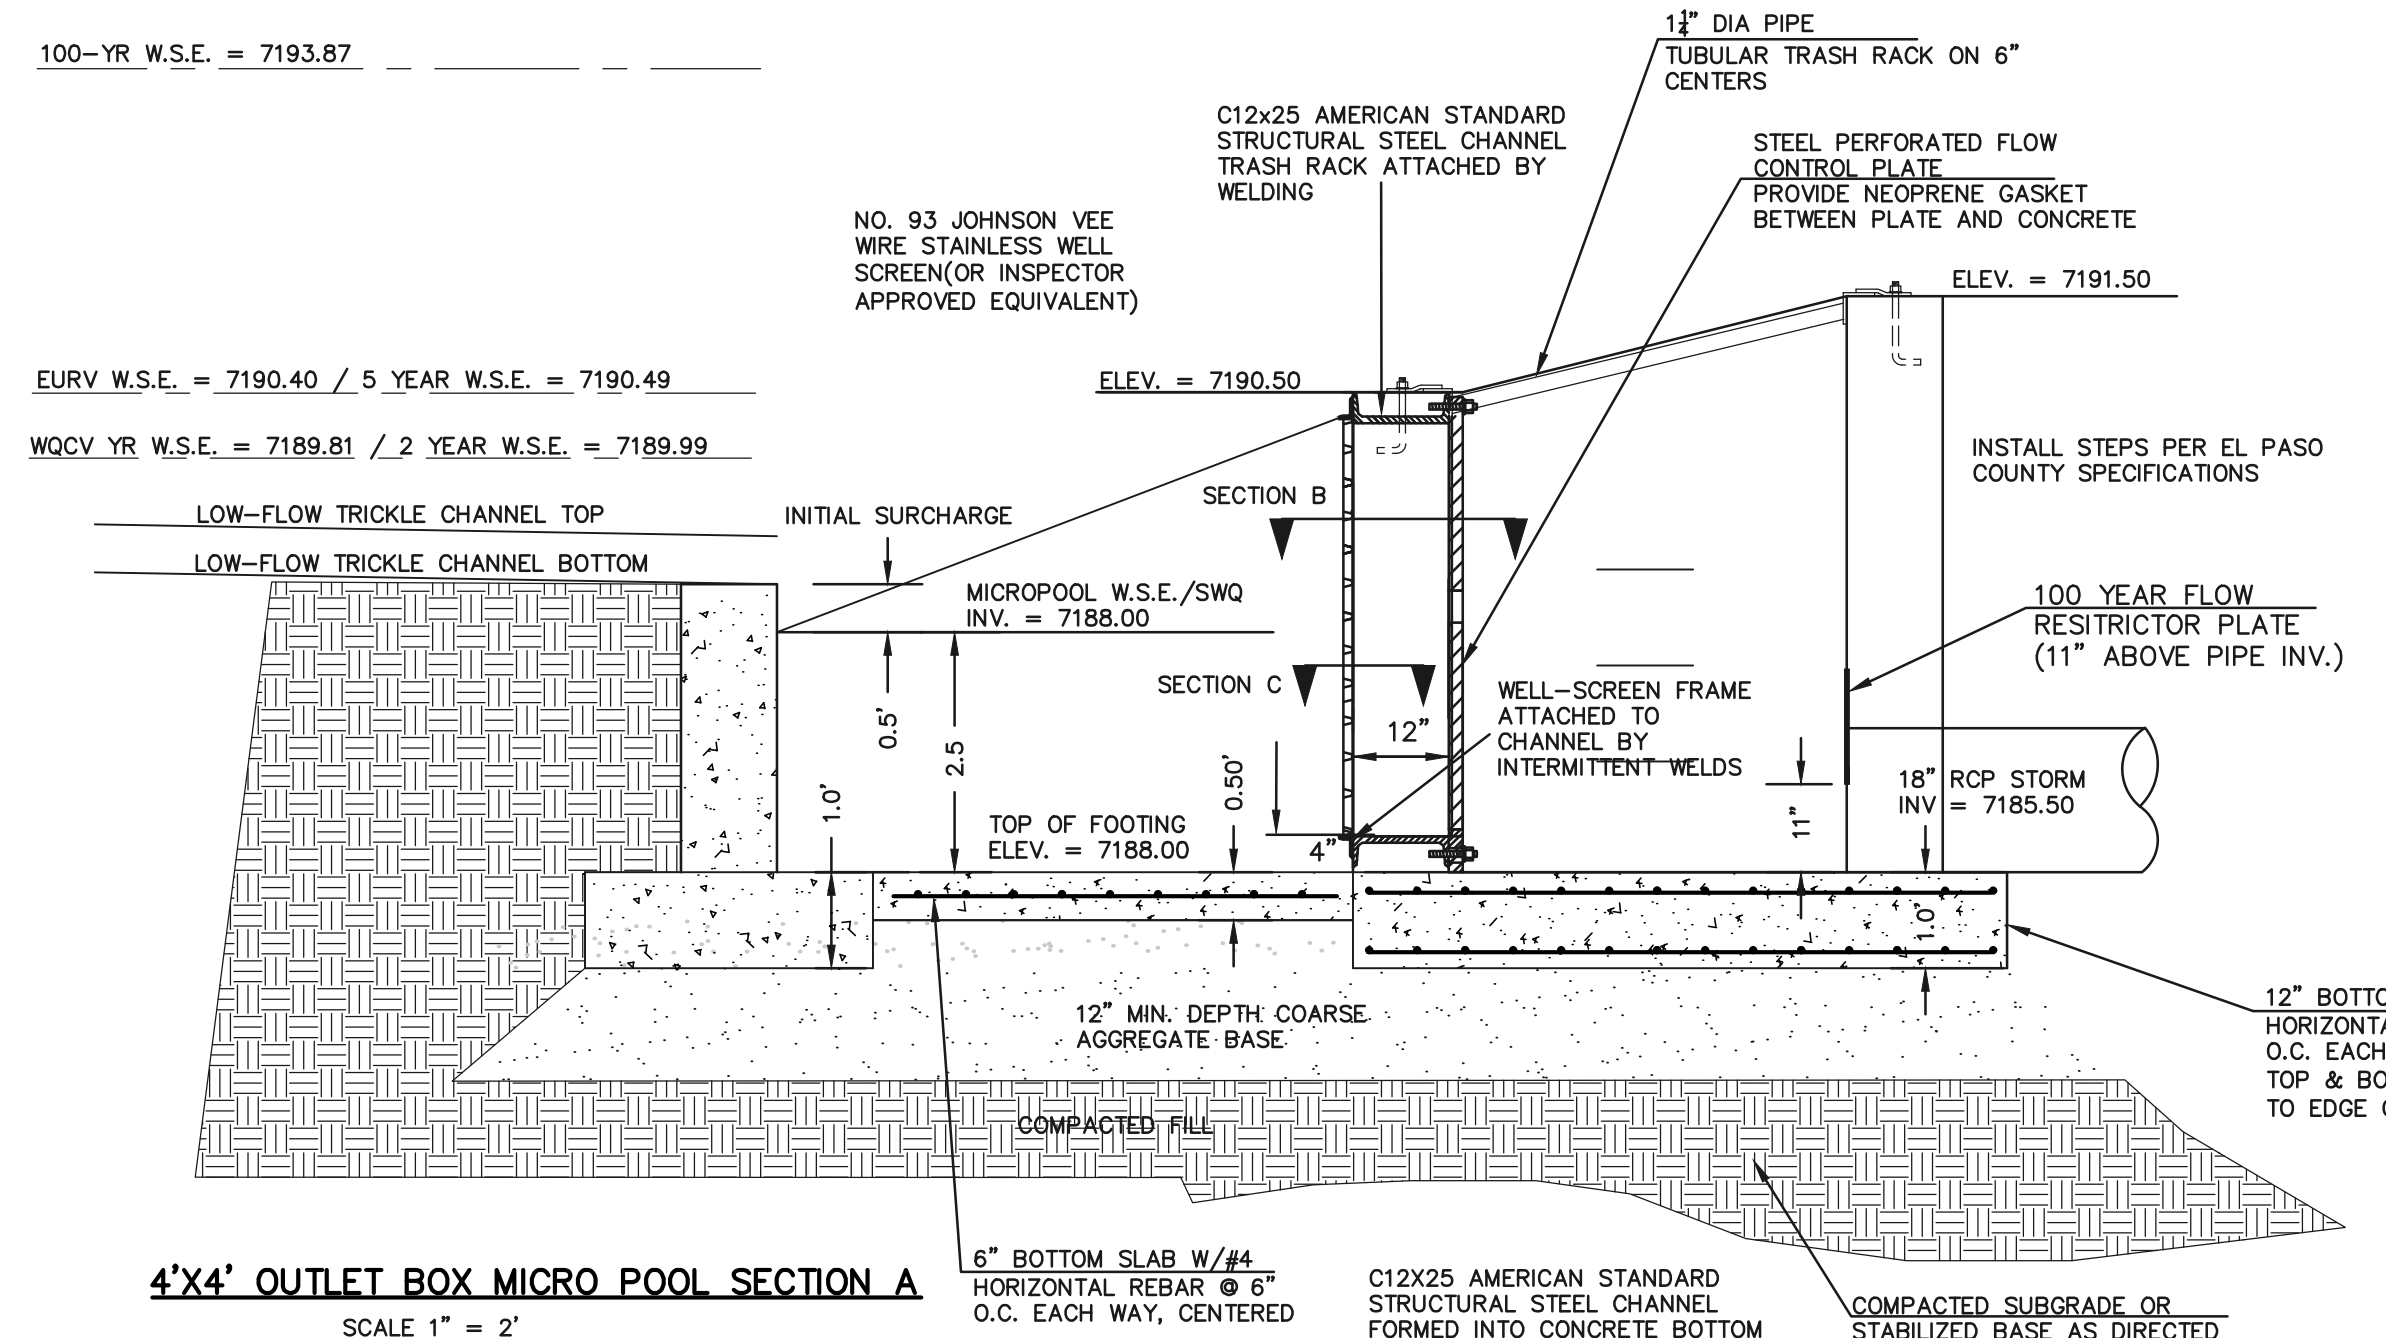 100-YR W.S.E. = 7193.87
1¼" DIA PIPE
TUBULAR TRASH RACK ON 6"
CENTERS
C12x25 AMERICAN STANDARD
STRUCTURAL STEEL CHANNEL
TRASH RACK ATTACHED BY
WELDING
STEEL PERFORATED FLOW
CONTROL PLATE
PROVIDE NEOPRENE GASKET
BETWEEN PLATE AND CONCRETE
NO. 93 JOHNSON VEE
WIRE STAINLESS WELL
SCREEN(OR INSPECTOR
APPROVED EQUIVALENT)
ELEV. = 7191.50
EURV W.S.E. = 7190.40 / 5 YEAR W.S.E. = 7190.49
ELEV. = 7190.50
WQCV YR W.S.E. = 7189.81 / 2 YEAR W.S.E. = 7189.99
INSTALL STEPS PER EL PASO
COUNTY SPECIFICATIONS
LOW-FLOW TRICKLE CHANNEL TOP
INITIAL SURCHARGE
SECTION B
LOW-FLOW TRICKLE CHANNEL BOTTOM
MICROPOOL W.S.E./SWQ
INV. = 7188.00
100 YEAR FLOW
RESITRICTOR PLATE
(11" ABOVE PIPE INV.)
SECTION C
WELL-SCREEN FRAME
ATTACHED TO
CHANNEL BY
INTERMITTENT WELDS
0.5'
2.5
12"
0.50'
1.0'
18" RCP STORM
INV = 7185.50
11"
TOP OF FOOTING
ELEV. = 7188.00
4"
1.0'
12" MIN. DEPTH COARSE
AGGREGATE BASE
12"
HORIZONTA
O.C. EACH
TOP & BO
TO EDGE
COMPACTED FILL
6" BOTTOM SLAB W/#4
HORIZONTAL REBAR @ 6"
O.C. EACH WAY, CENTERED
C12X25 AMERICAN STANDARD
STRUCTURAL STEEL CHANNEL
FORMED INTO CONCRETE BOTTOM
COMPACTED SUBGRADE OR
STABILIZED BASE AS DIRECTED
4'X4' OUTLET BOX MICRO POOL SECTION A
SCALE 1" = 2'